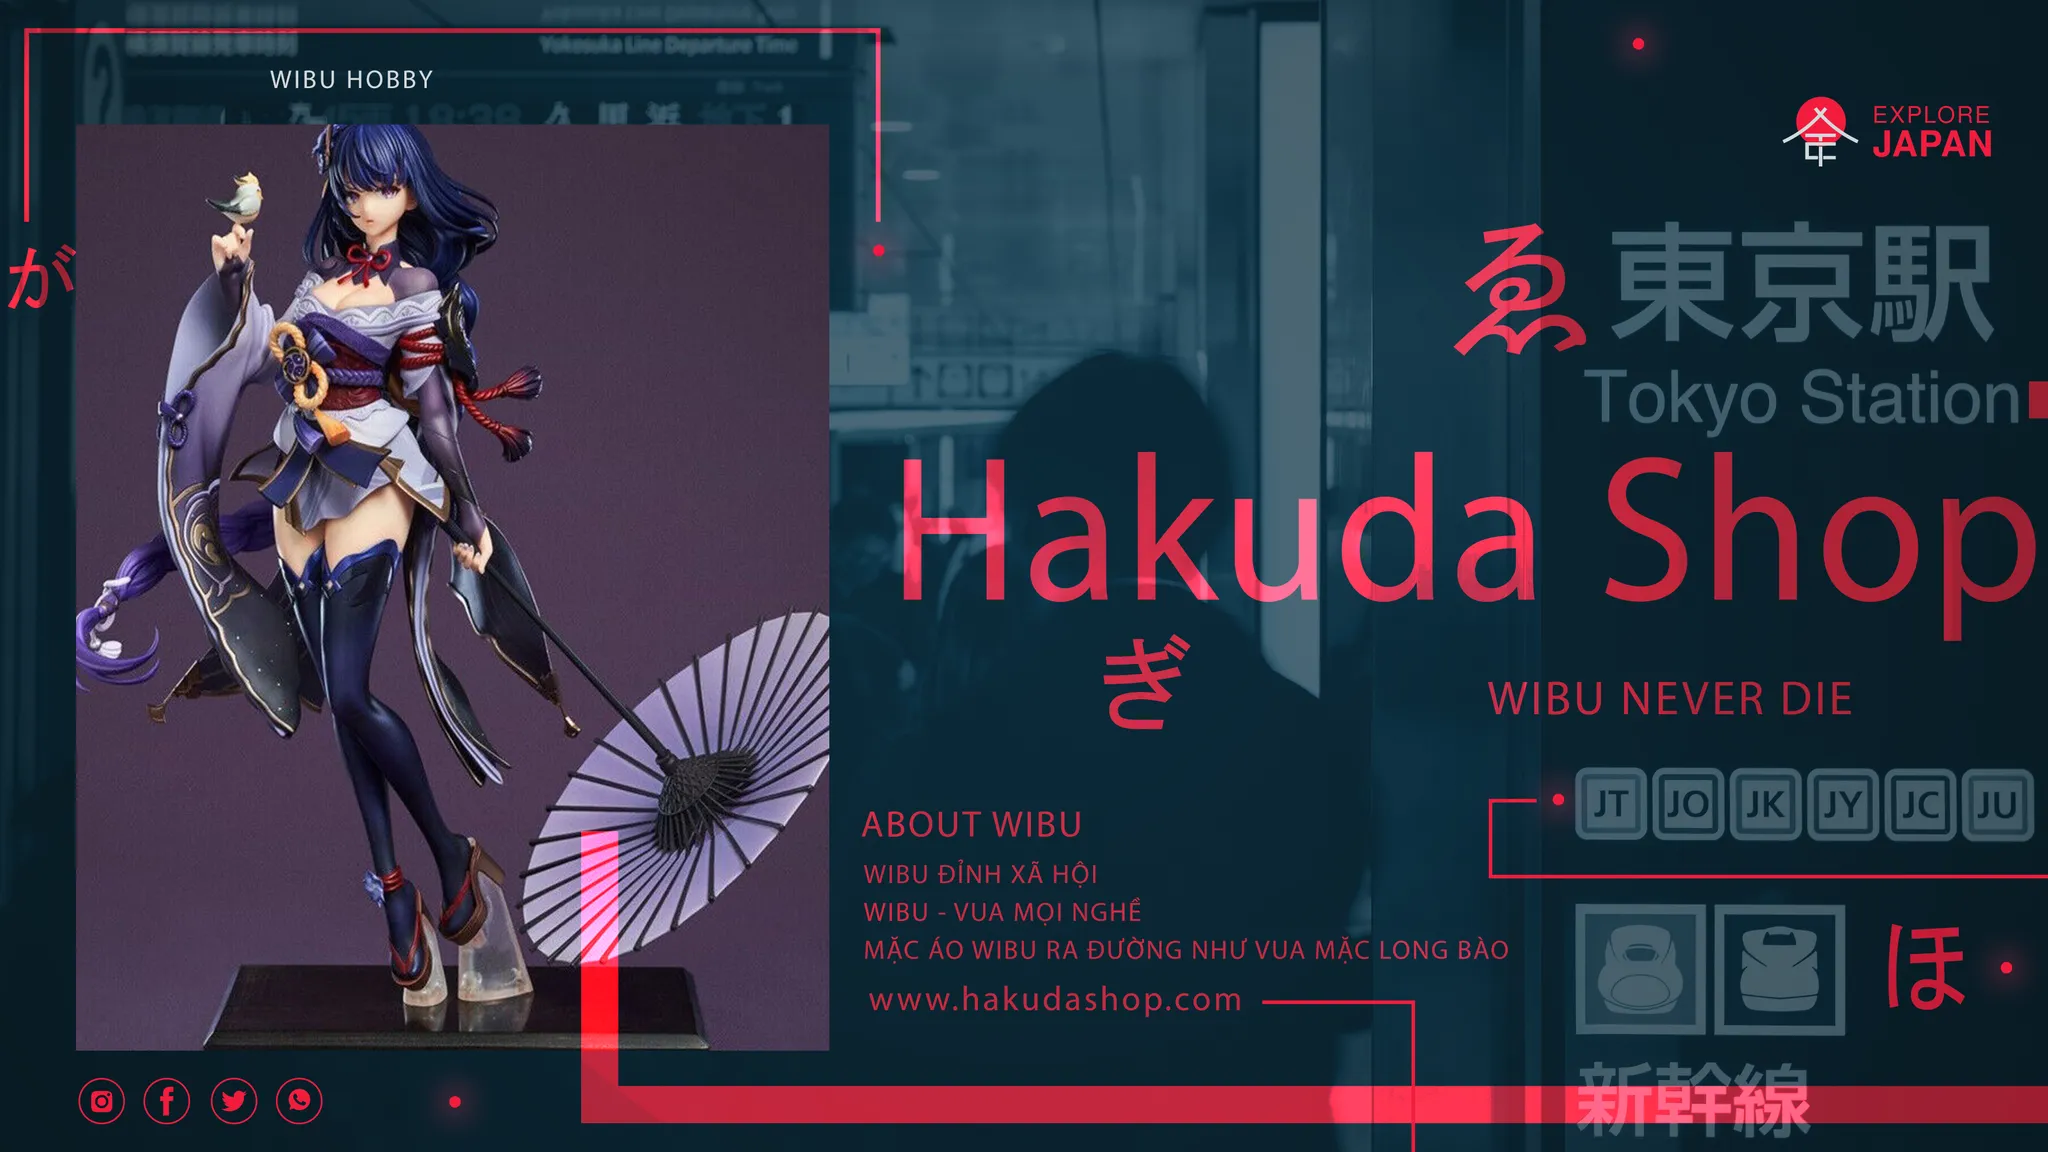 Yokosuka Line Departure Time
WIBU HOBBY
EXPLORE
JAPAN
が
ゑ
東京駅
Tokyo Station
Hakuda Shop
ぎ
WIBU NEVER DIE
JT JO JK JY JC JU
ABOUT WIBU
WIBU ĐỈNH XÃ HỘI
WIBU - VUA MỌI NGHỀ
MẶC ÁO WIBU RA ĐƯỜNG NHƯ VUA MẶC LONG BÀO
www.hakudashop.com
ほ
新幹線